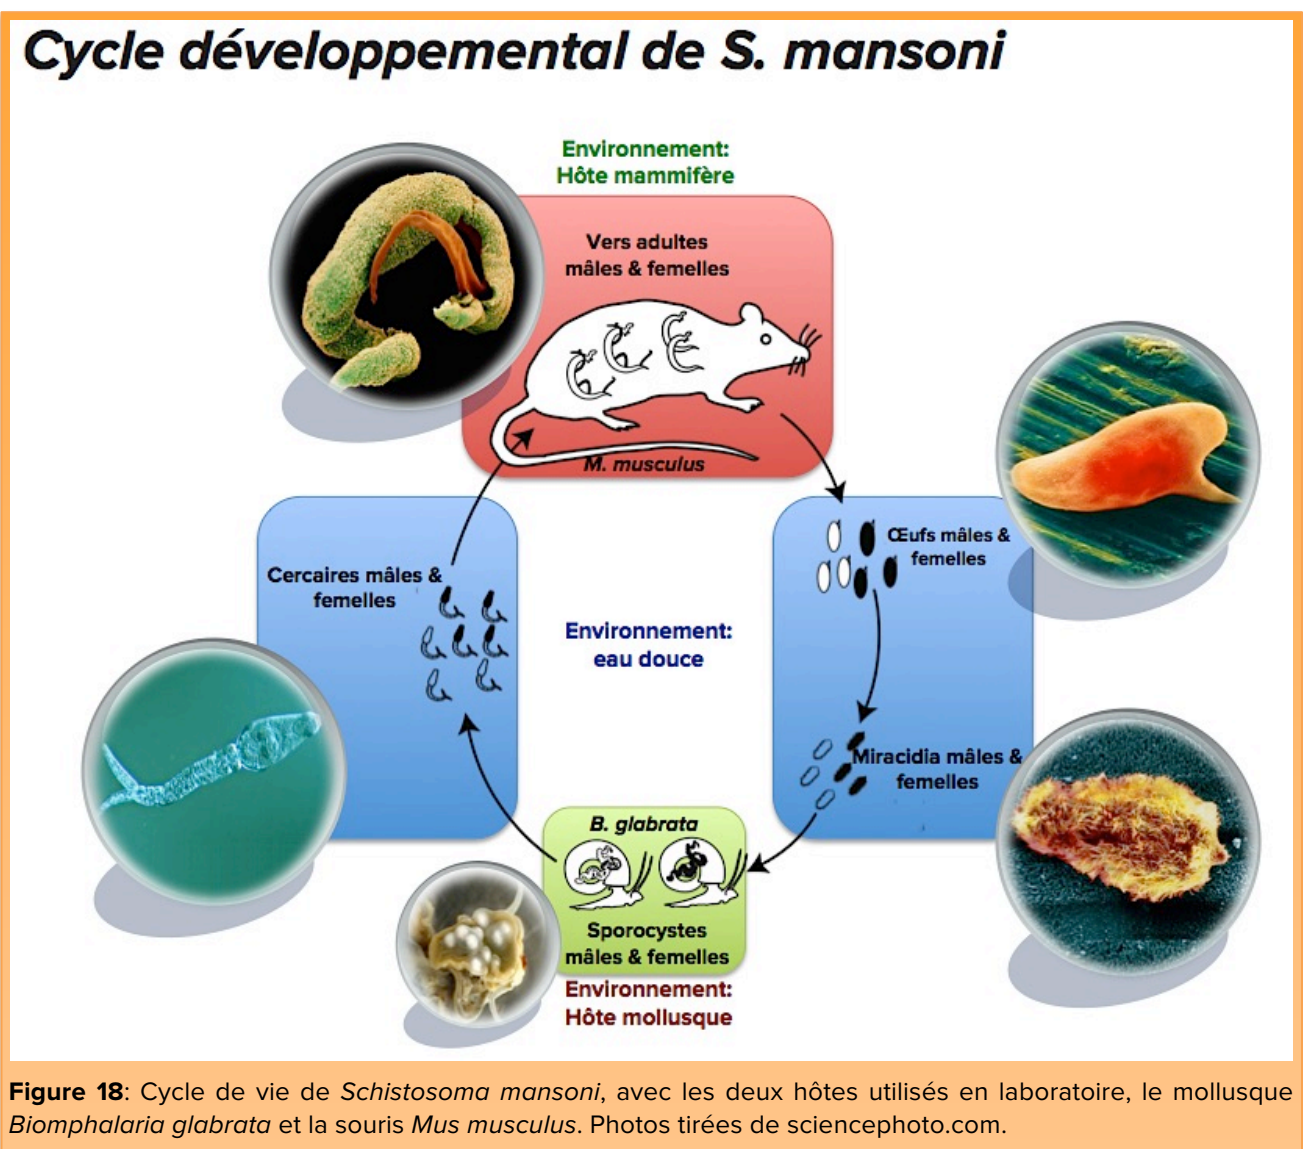 Cycle développemental de S. mansoni
Environnement:
Hôte mammifère
Vers adultes
mâles & femelles
M. musculus
Œufs mâles &
femelles
Cercaires mâles &
femelles
Environnement:
eau douce
Miracidia mâles &
femelles
B. glabrata
Sporocystes
mâles & femelles
Environnement:
Hôte mollusque
Figure 18: Cycle de vie de Schistosoma mansoni, avec les deux hôtes utilisés en laboratoire, le mollusque
Biomphalaria glabrata et la souris Mus musculus. Photos tirées de sciencephoto.com.